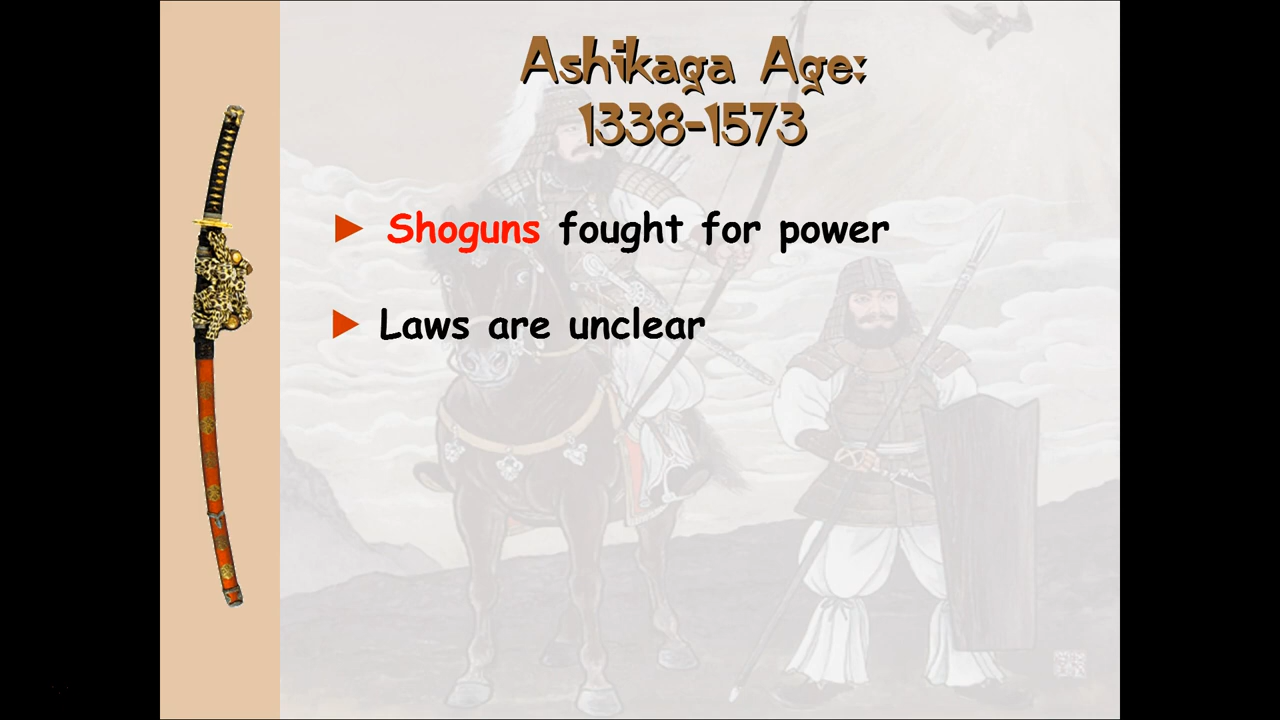 Ashikaga Age:
1338-1573
► Shoguns fought for power
► Laws are unclear